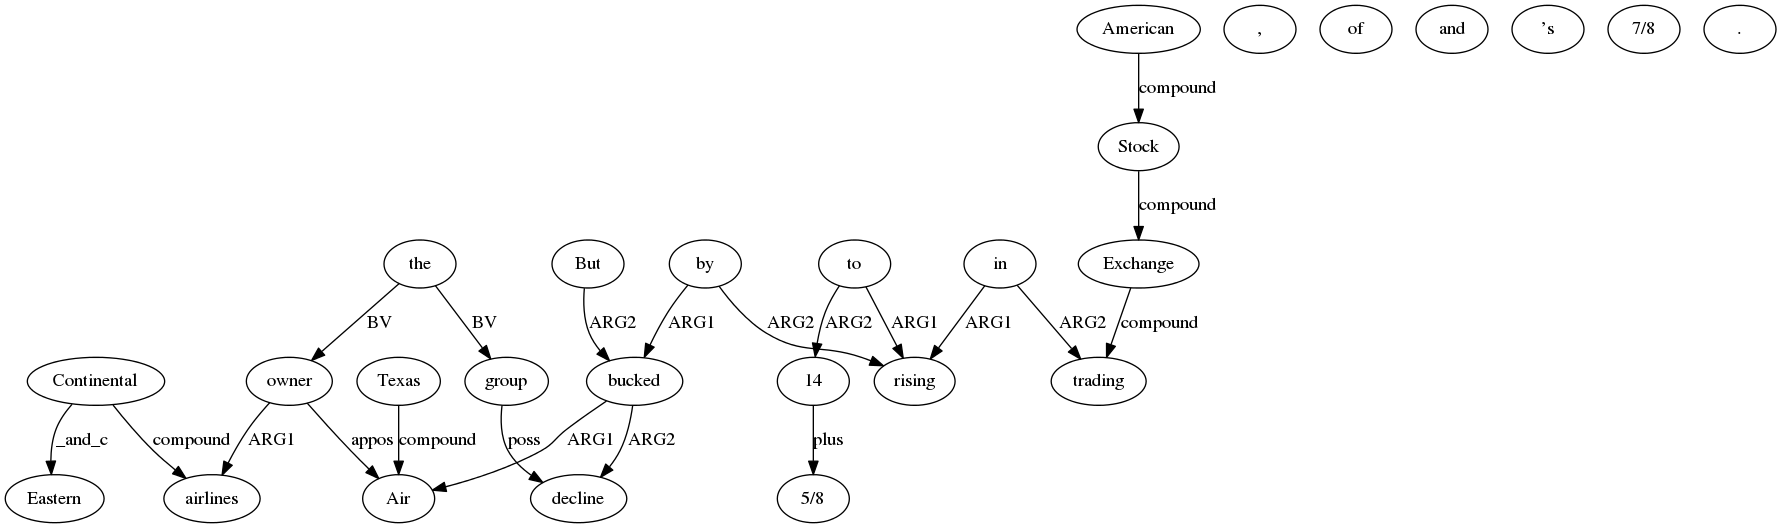 American , of and ’s 7/8 .
compound
Stock
compound
the But by to in Exchange
BV BV ARG2 ARG1 ARG2 ARG2 ARG1 ARG1 ARG2 compound
Continental owner Texas group bucked 14 rising trading
_and_c compound ARG1 appos compound poss ARG1 ARG2 plus
Eastern airlines Air decline 5/8